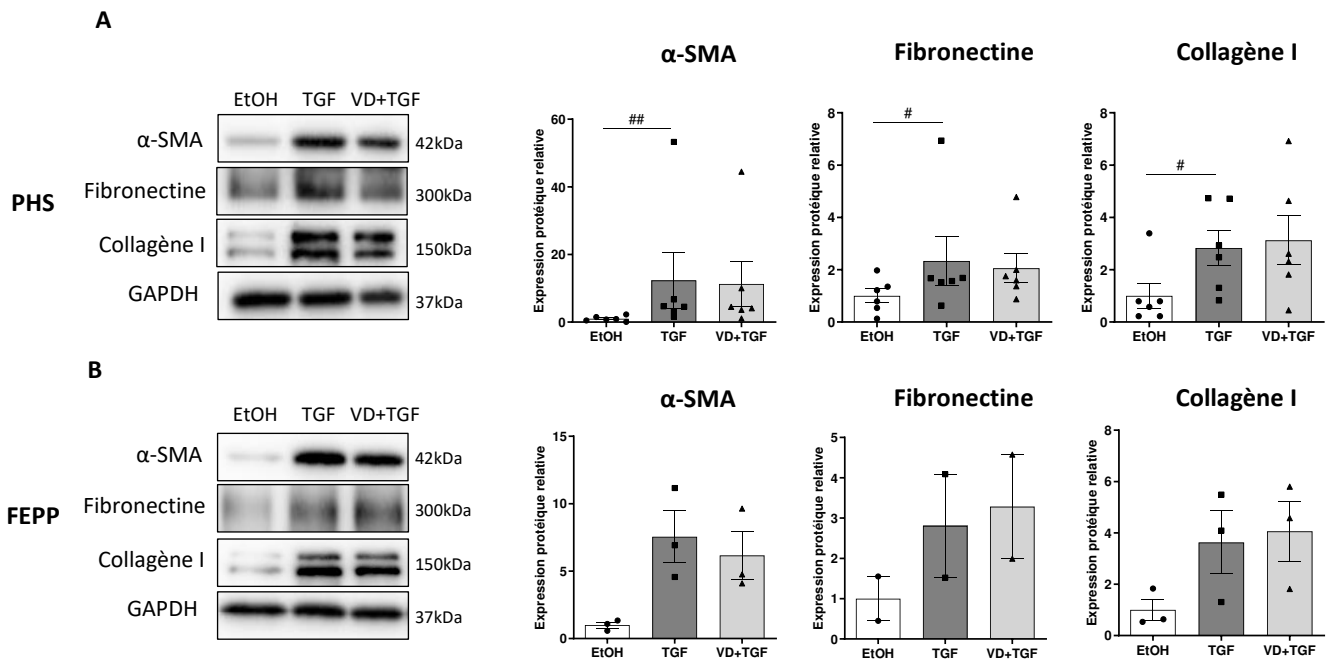 A
α-SMA Fibronectine Collagène I
EtOH TGF VD+TGF
α-SMA 42kDa
Fibronectine 300kDa
PHS
Collagène I 150kDa
GAPDH 37kDa
Expression protéique relative
60
40
20
10
0
##
EtOH TGF VD+TGF
Expression protéique relative
8
6
4
2
0
#
EtOH TGF VD+TGF
Expression protéique relative
8
6
4
2
0
#
EtOH TGF VD+TGF
B
α-SMA Fibronectine Collagène I
EtOH TGF VD+TGF
α-SMA 42kDa
Fibronectine 300kDa
FEPP
Collagène I 150kDa
GAPDH 37kDa
Expression protéique relative
15
10
5
0
EtOH TGF VD+TGF
Expression protéique relative
5
4
3
2
1
0
EtOH TGF VD+TGF
Expression protéique relative
8
6
4
2
0
EtOH TGF VD+TGF